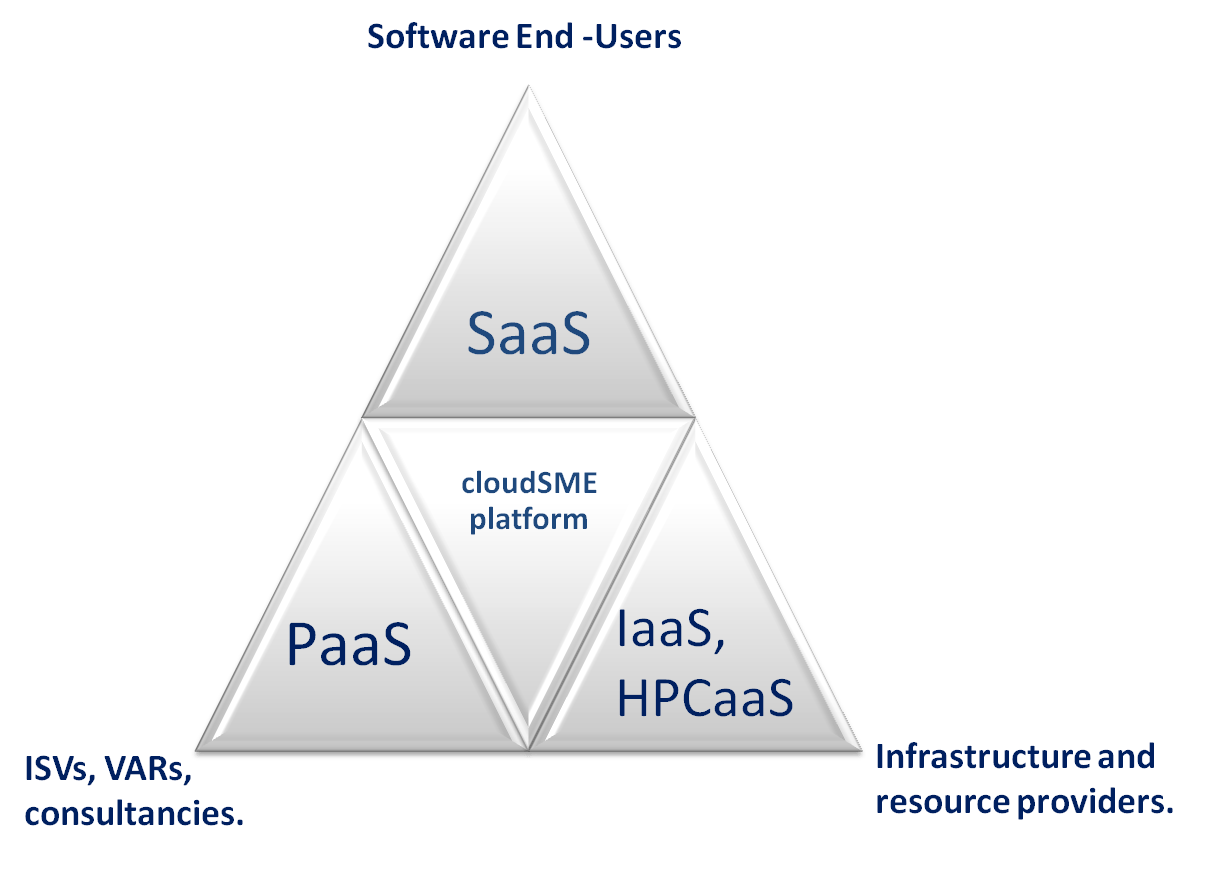 Software End -Users
SaaS
cloudSME
platform
PaaS
IaaS,
HPCaaS
ISVs, VARs,
consultancies.
Infrastructure and
resource providers.